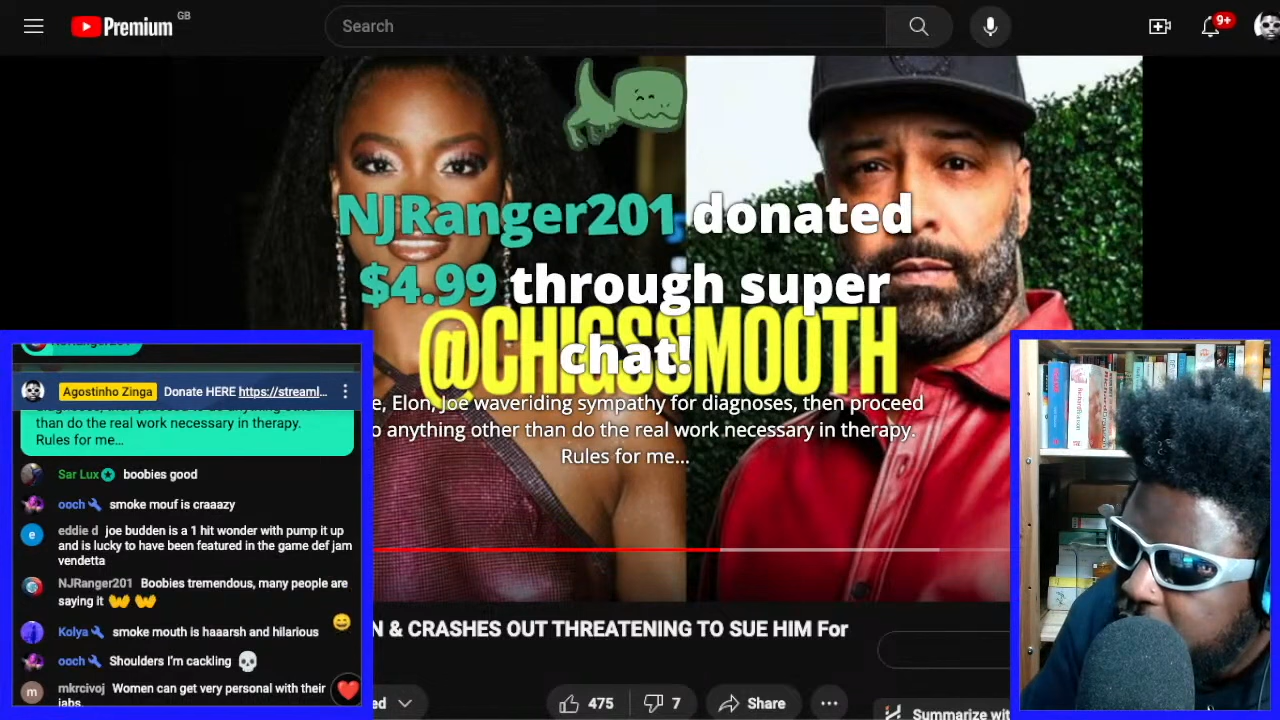 Premium
GB
Search
9+
NJRanger201 donated
$4.99 through super
chat!
@CHIGSSMOOTH
e, Elon, Joe waveriding sympathy for diagnoses, then proceed
anything other than do the real work necessary in therapy.
Rules for me...
Agostinho Zinga Donate HERE https://streaml...
than do the real work necessary in therapy.
Rules for me...
Sar Lux boobies good
ooch smoke mouf is craaazy
eddie d joe budden is a 1 hit wonder with pump it up
and is lucky to have been featured in the game def jam
vendetta
NJRanger201 Boobies tremendous, many people are
saying it
Kolya smoke mouth is haarsh and hilarious
ooch Shoulders I'm cackling
mkrcivoj Women can get very personal with their
jabs.
N & CRASHES OUT THREATENING TO SUE HIM For
ed
475
7
Share
Summarize wit